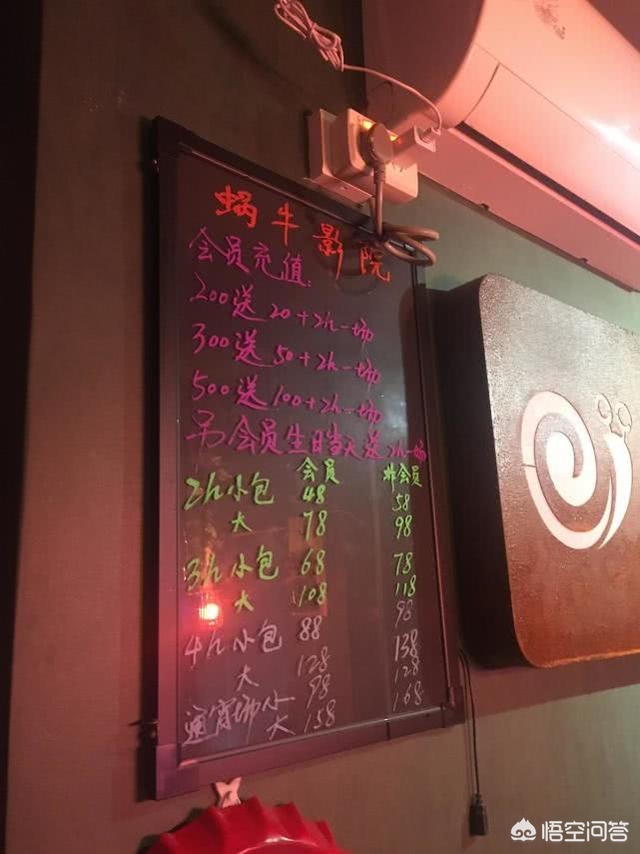 蜗牛影院
会员充值:
200送20+2h一场
300送50+2h一场
500送100+2h一场
另会员生日当天送2h一场
会员 非会员
2h小包 48 58
大 78 98
3h小包 68 78
大 108 118
4h小包 88 98
大 128 138
通宵场小 98 128
大 158 168
悟空问答